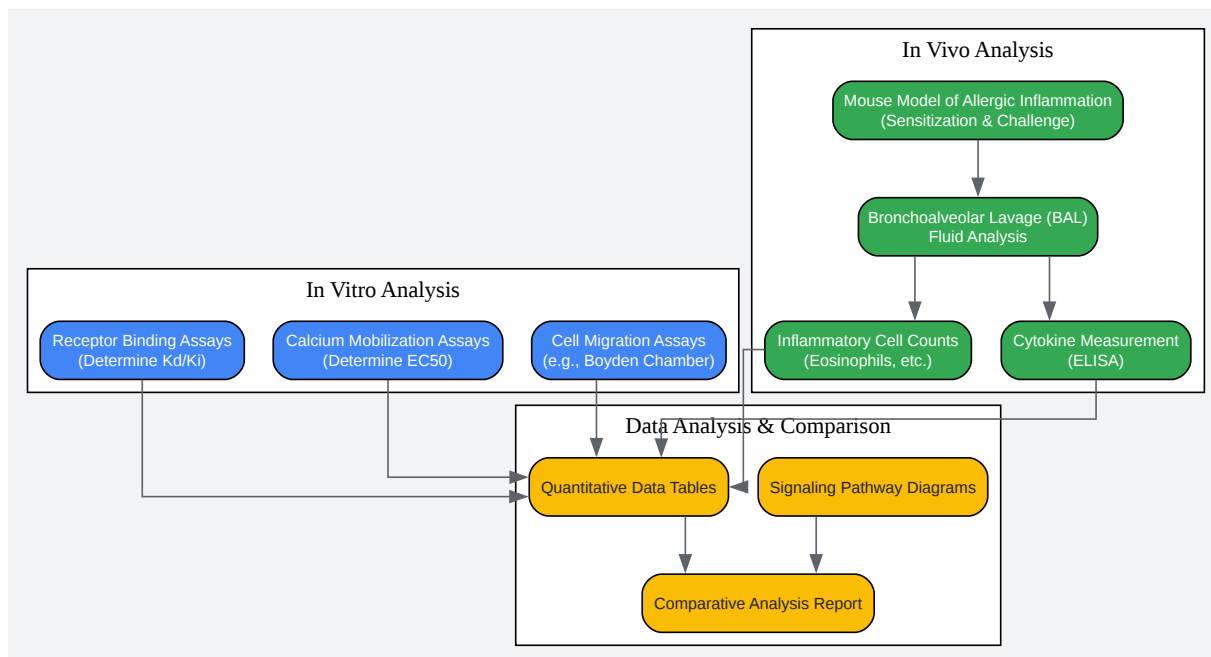 In Vivo Analysis
Mouse Model of Allergic Inflammation
(Sensitization & Challenge)
Bronchoalveolar Lavage (BAL)
Fluid Analysis
Inflammatory Cell Counts
(Eosinophils, etc.)
Cytokine Measurement
(ELISA)
In Vitro Analysis
Receptor Binding Assays
(Determine Kd/Ki)
Calcium Mobilization Assays
(Determine EC50)
Cell Migration Assays
(e.g., Boyden Chamber)
Data Analysis & Comparison
Quantitative Data Tables
Signaling Pathway Diagrams
Comparative Analysis Report